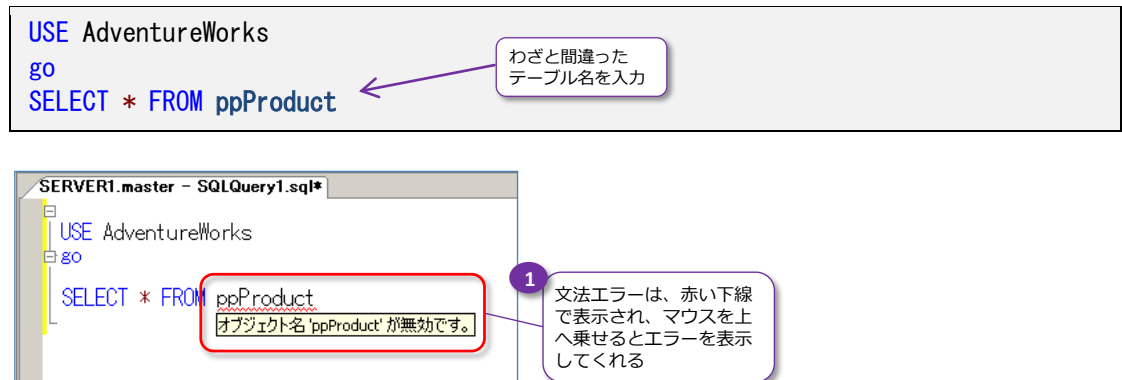 USE AdventureWorks
go
SELECT * FROM ppProduct
わざと間違った
テーブル名を入力
SERVER1.master - SQLQuery1.sql*
USE AdventureWorks
go
SELECT * FROM ppProduct
オブジェクト名 'ppProduct' が無効です。
1
文法エラーは、赤い下線
で表示され、マウスを上
へ乗せるとエラーを表示
してくれる